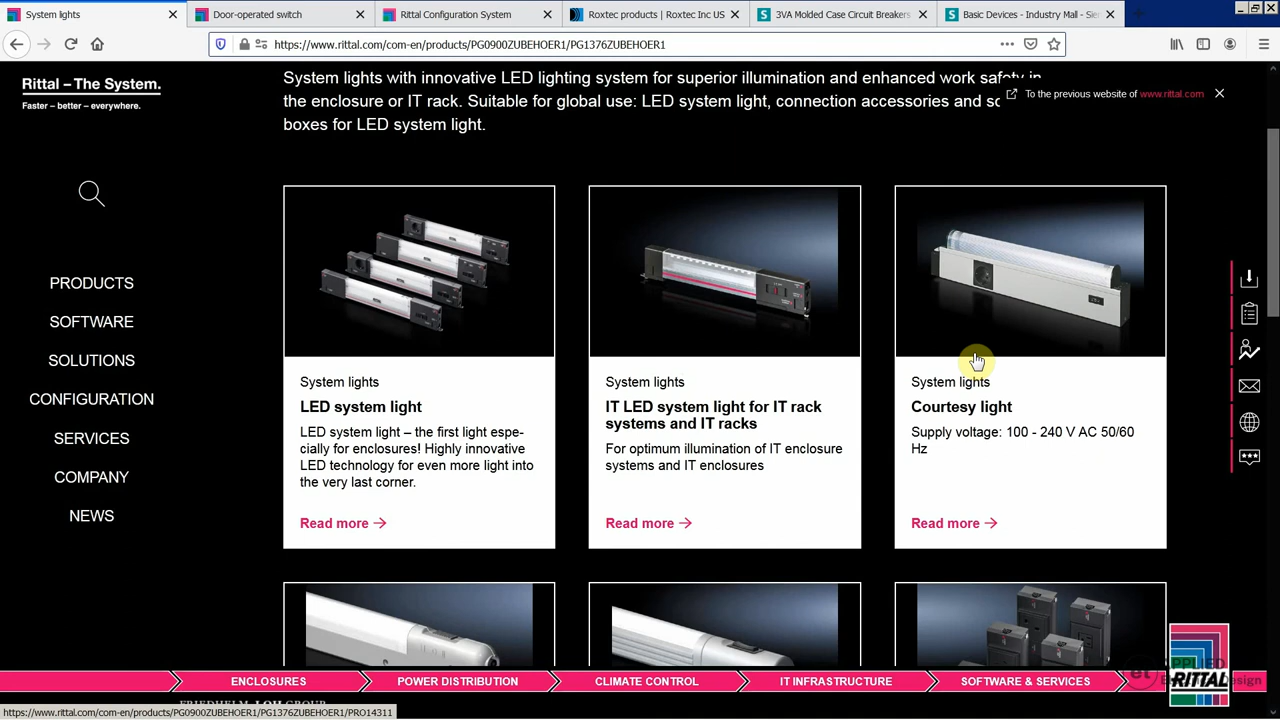 System lights
Door-operated switch
Rittal Configuration System
Roxtec products | Roxtec Inc US
3VA Molded Case Circuit Breakers
Basic Devices - Industry Mall - Sie
https://www.rittal.com/com-en/products/PG0900ZUBEHOER1/PG1376ZUBEHOER1
Rittal – The System.
Faster – better – everywhere.
System lights with innovative LED lighting system for superior illumination and enhanced work safety in
the enclosure or IT rack. Suitable for global use: LED system light, connection accessories and so
boxes for LED system light.
To the previous website of www.rittal.com
PRODUCTS
SOFTWARE
SOLUTIONS
CONFIGURATION
SERVICES
COMPANY
NEWS
System lights
LED system light
LED system light – the first light espe-
cially for enclosures! Highly innovative
LED technology for even more light into
the very last corner.
Read more
System lights
IT LED system light for IT rack
systems and IT racks
For optimum illumination of IT enclosure
systems and IT enclosures
Read more
System lights
Courtesy light
Supply voltage: 100 - 240 V AC 50/60
Hz
Read more
ENCLOSURES
POWER DISTRIBUTION
CLIMATE CONTROL
IT INFRASTRUCTURE
SOFTWARE & SERVICES
RITTAL
FRIEDHELM LOH GROUP
https://www.rittal.com/com-en/products/PG0900ZUBEHOER1/PG1376ZUBEHOER1/PRO14311